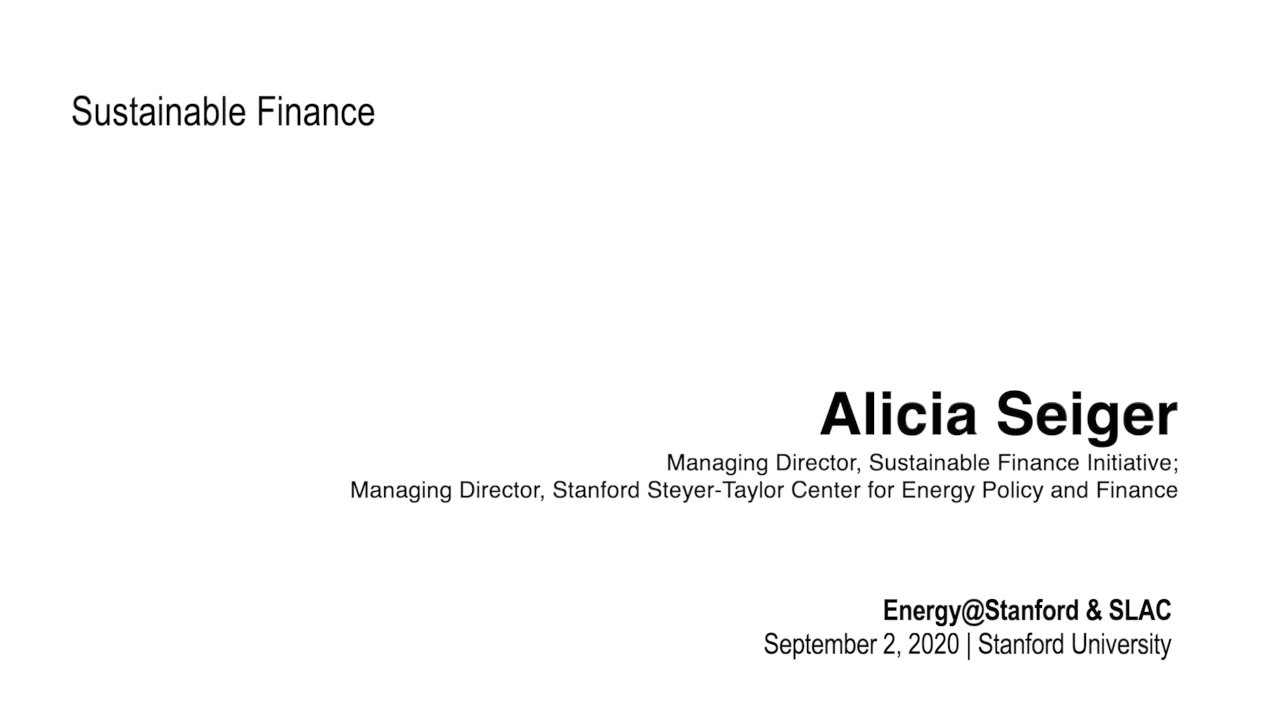 Sustainable Finance
Alicia Seiger
Managing Director, Sustainable Finance Initiative;
Managing Director, Stanford Steyer-Taylor Center for Energy Policy and Finance
Energy@Stanford & SLAC
September 2, 2020 | Stanford University